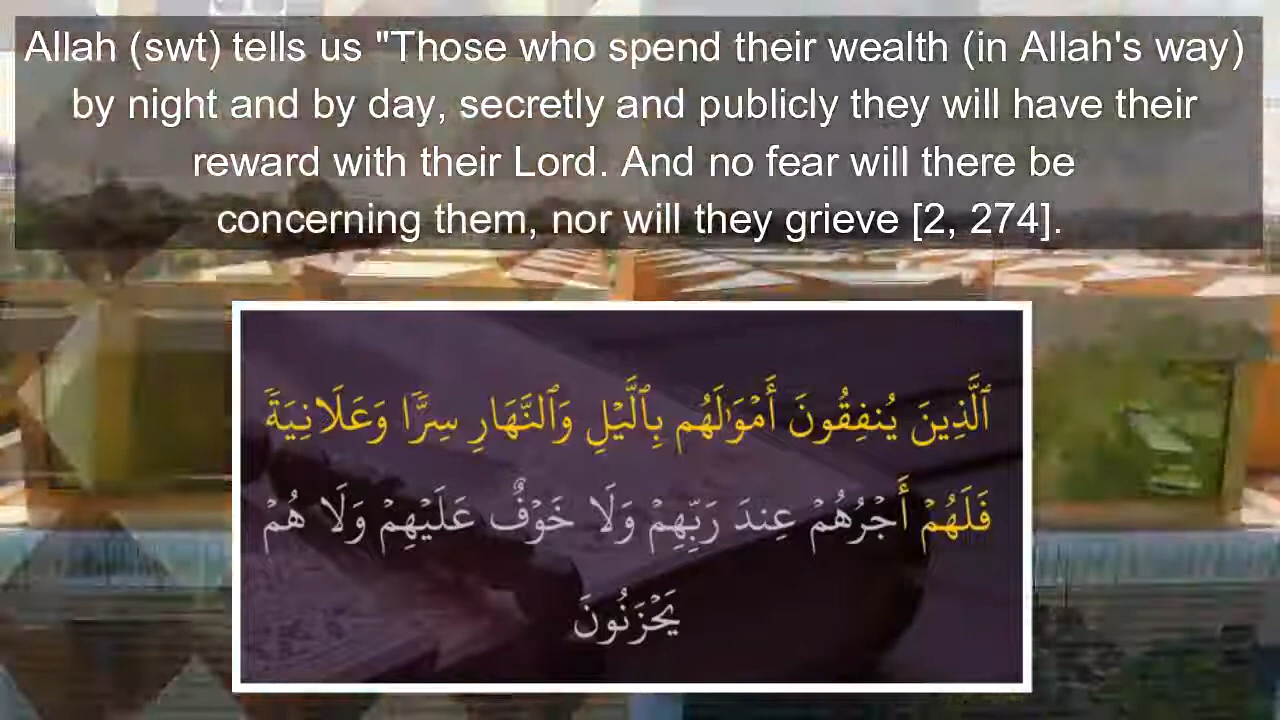 Allah (swt) tells us "Those who spend their wealth (in Allah's way)
by night and by day, secretly and publicly they will have their
reward with their Lord. And no fear will there be
concerning them, nor will they grieve [2, 274].
ٱلَّذِينَ يُنفِقُونَ أَمۡوَٰلَهُم بِٱلَّيۡلِ وَٱلنَّهَارِ سِرّٗا وَعَلَانِيَةٗ
فَلَهُمۡ أَجۡرُهُمۡ عِندَ رَبِّهِمۡ وَلَا خَوۡفٌ عَلَيۡهِمۡ وَلَا هُمۡ
يَحۡزَنُونَ